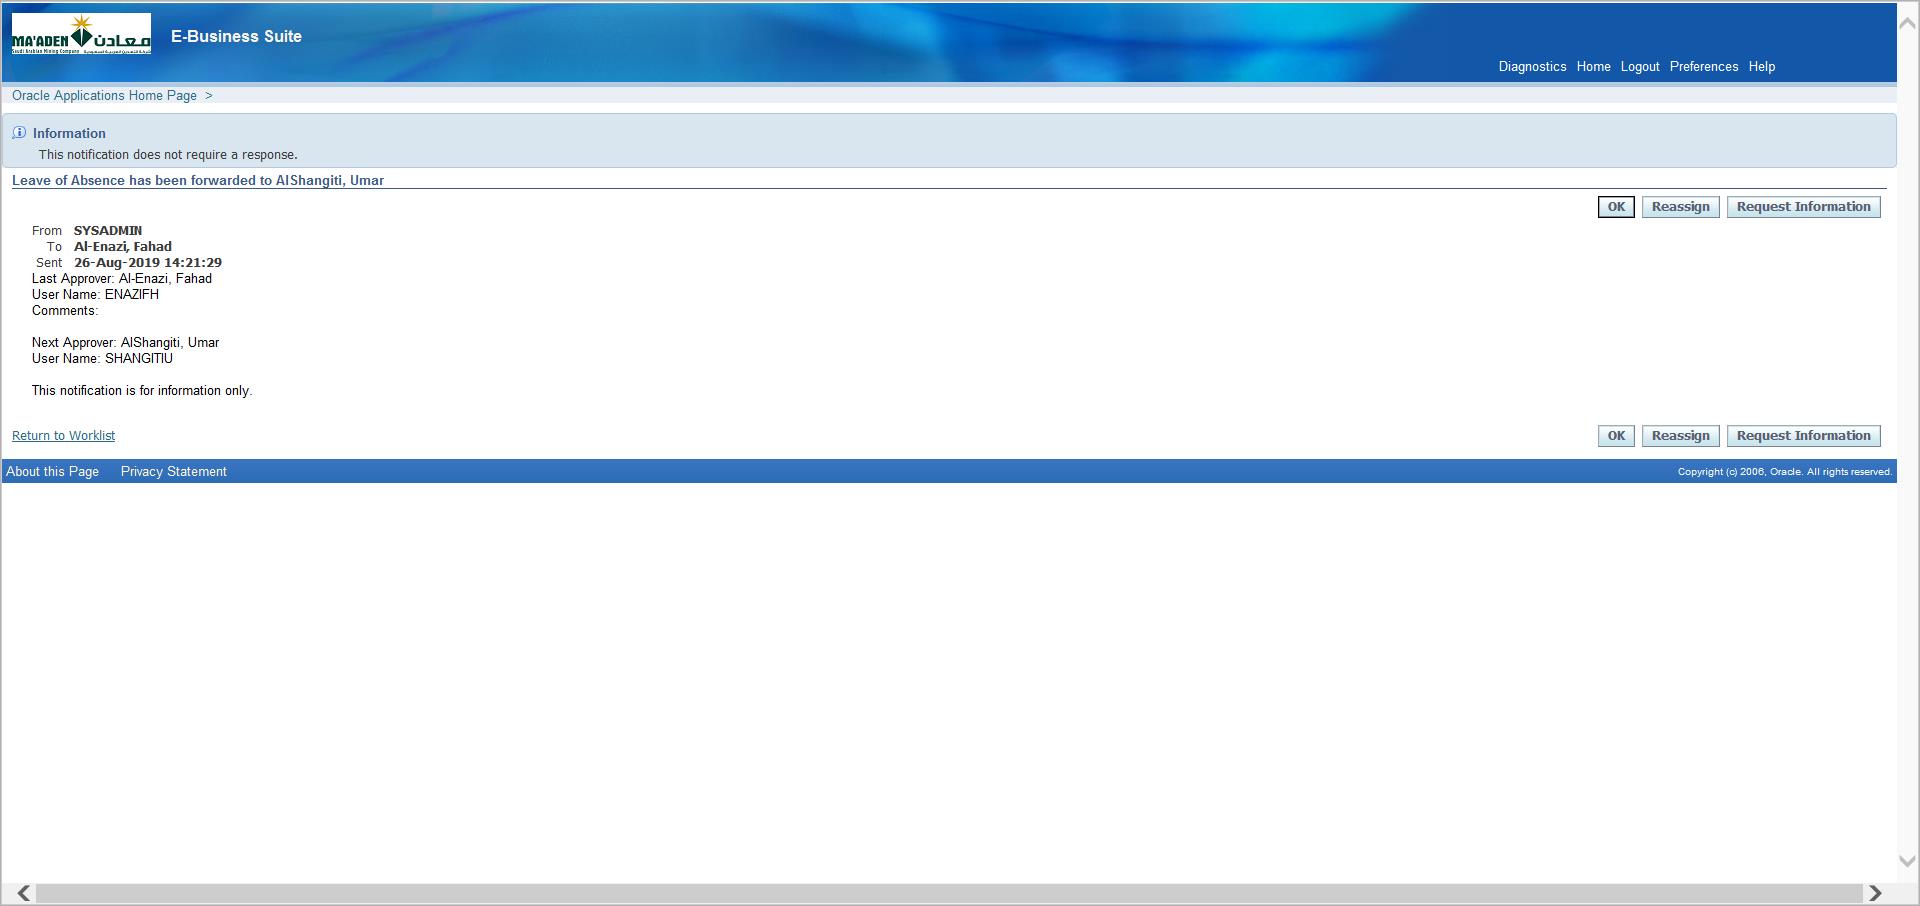 MA'ADEN معادن
Saudi Arabian Mining Company شركة التعدين العربية السعودية
E-Business Suite
Diagnostics Home Logout Preferences Help
Oracle Applications Home Page >
Information
This notification does not require a response.
Leave of Absence has been forwarded to AlShangiti, Umar
OK Reassign Request Information
From SYSADMIN
To Al-Enazi, Fahad
Sent 26-Aug-2019 14:21:29
Last Approver: Al-Enazi, Fahad
User Name: ENAZIFH
Comments:
Next Approver: AlShangiti, Umar
User Name: SHANGITIU
This notification is for information only.
Return to Worklist
OK Reassign Request Information
About this Page Privacy Statement
Copyright (c) 2006, Oracle. All rights reserved.